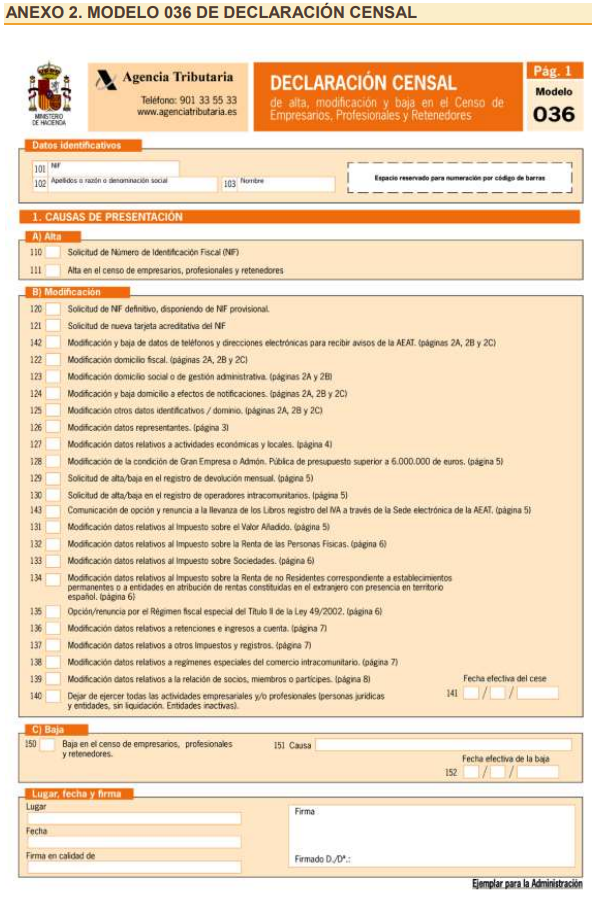 ANEXO 2. MODELO 036 DE DECLARACIÓN CENSAL
MINISTERIO
DE HACIENDA
Agencia Tributaria
Teléfono: 901 33 55 33
www.agenciatributaria.es
DECLARACIÓN CENSAL
de alta, modificación y baja en el Censo de
Empresarios, Profesionales y Retenedores
Pág. 1
Modelo
036
Datos identificativos
101 NIF
102 Apellidos o razón o denominación social 103 Nombre
Espacio reservado para numeración por código de barras
1. CAUSAS DE PRESENTACIÓN
A) Alta
110 Solicitud de Número de Identificación Fiscal (NIF)
111 Alta en el censo de empresarios, profesionales y retenedores
B) Modificación
120 Solicitud de NIF definitivo, disponiendo de NIF provisional.
121 Solicitud de nueva tarjeta acreditativa del NIF
142 Modificación y baja de datos de teléfonos y direcciones electrónicas para recibir avisos de la AEAT. (páginas 2A, 2B y 2C)
122 Modificación domicilio fiscal. (páginas 2A, 2B y 2C)
123 Modificación domicilio social o de gestión administrativa. (páginas 2A y 2B)
124 Modificación y baja domicilio a efectos de notificaciones. (páginas 2A, 2B y 2C)
125 Modificación otros datos identificativos / dominio. (páginas 2A, 2B y 2C)
126 Modificación datos representantes. (página 3)
127 Modificación datos relativos a actividades económicas y locales. (página 4)
128 Modificación de la condición de Gran Empresa o Admón. Pública de presupuesto superior a 6.000.000 de euros. (página 5)
129 Solicitud de alta/baja en el registro de devolución mensual. (página 5)
130 Solicitud de alta/baja en el registro de operadores intracomunitarios. (página 5)
143 Comunicación de opción y renuncia a la llevanza de los Libros registro del IVA a través de la Sede electrónica de la AEAT. (página 5)
131 Modificación datos relativos al Impuesto sobre el Valor Añadido. (página 5)
132 Modificación datos relativos al Impuesto sobre la Renta de las Personas Físicas. (página 6)
133 Modificación datos relativos al Impuesto sobre Sociedades. (página 6)
134 Modificación datos relativos al Impuesto sobre la Renta de no Residentes correspondiente a establecimientos
permanentes o a entidades en atribución de rentas constituidas en el extranjero con presencia en territorio
español. (página 6)
135 Opción/renuncia por el Régimen fiscal especial del Título II de la Ley 49/2002. (página 6)
136 Modificación datos relativos a retenciones e ingresos a cuenta. (página 7)
137 Modificación datos relativos a otros Impuestos y registros. (página 7)
138 Modificación datos relativos a regímenes especiales del comercio intracomunitario. (página 7)
139 Modificación datos relativos a la relación de socios, miembros o partícipes. (página 8)
Fecha efectiva del cese
140 Dejar de ejercer todas las actividades empresariales y/o profesionales (personas jurídicas
y entidades, sin liquidación. Entidades inactivas).
141 / /
C) Baja
150 Baja en el censo de empresarios, profesionales
y retenedores.
151 Causa
Fecha efectiva de la baja
152 / /
Lugar, fecha y firma
Lugar
Fecha
Firma en calidad de
Firma
Firmado D./Dª.:
Ejemplar para la Administración